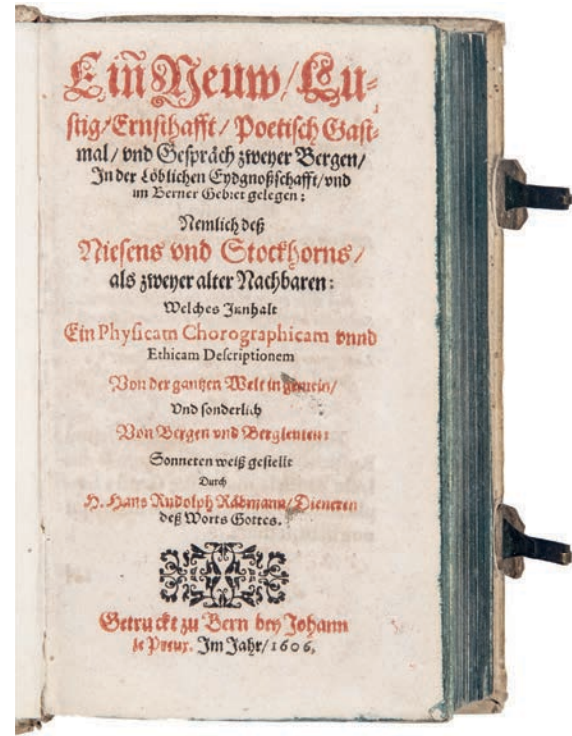 Ein Neuw/ Lu-
stig/ Ernsthafft/ Poetisch Gast-
mal/ vnd Gespräch zweyer Bergen/
In der Löblichen Eydgnoßschafft/ vnd
im Berner Gebiet gelegen:
Nemlich deß
Niesens vnd Stockhorns/
als zweyer alter Nachbaren:
Welches Innhalt
Ein Physicam Chorographicam vnnd
Ethicam Descriptionem
Von der gantzen Welt in gemein/
Vnd sonderlich
Von Bergen vnd Bergleuten:
Sonneten weiß gestellt
Durch
H. Hans Rudolph Räbmann/ Dieneren
deß Worts Gottes.
Getruckt zu Bern bey Johann
le Preux. Im Jahr/ 1606.